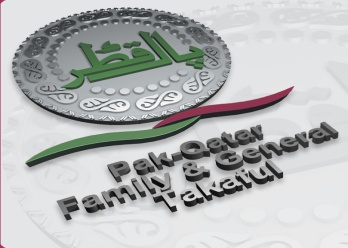 پاک قطر
Pak-Qatar
Family & General
Takaful